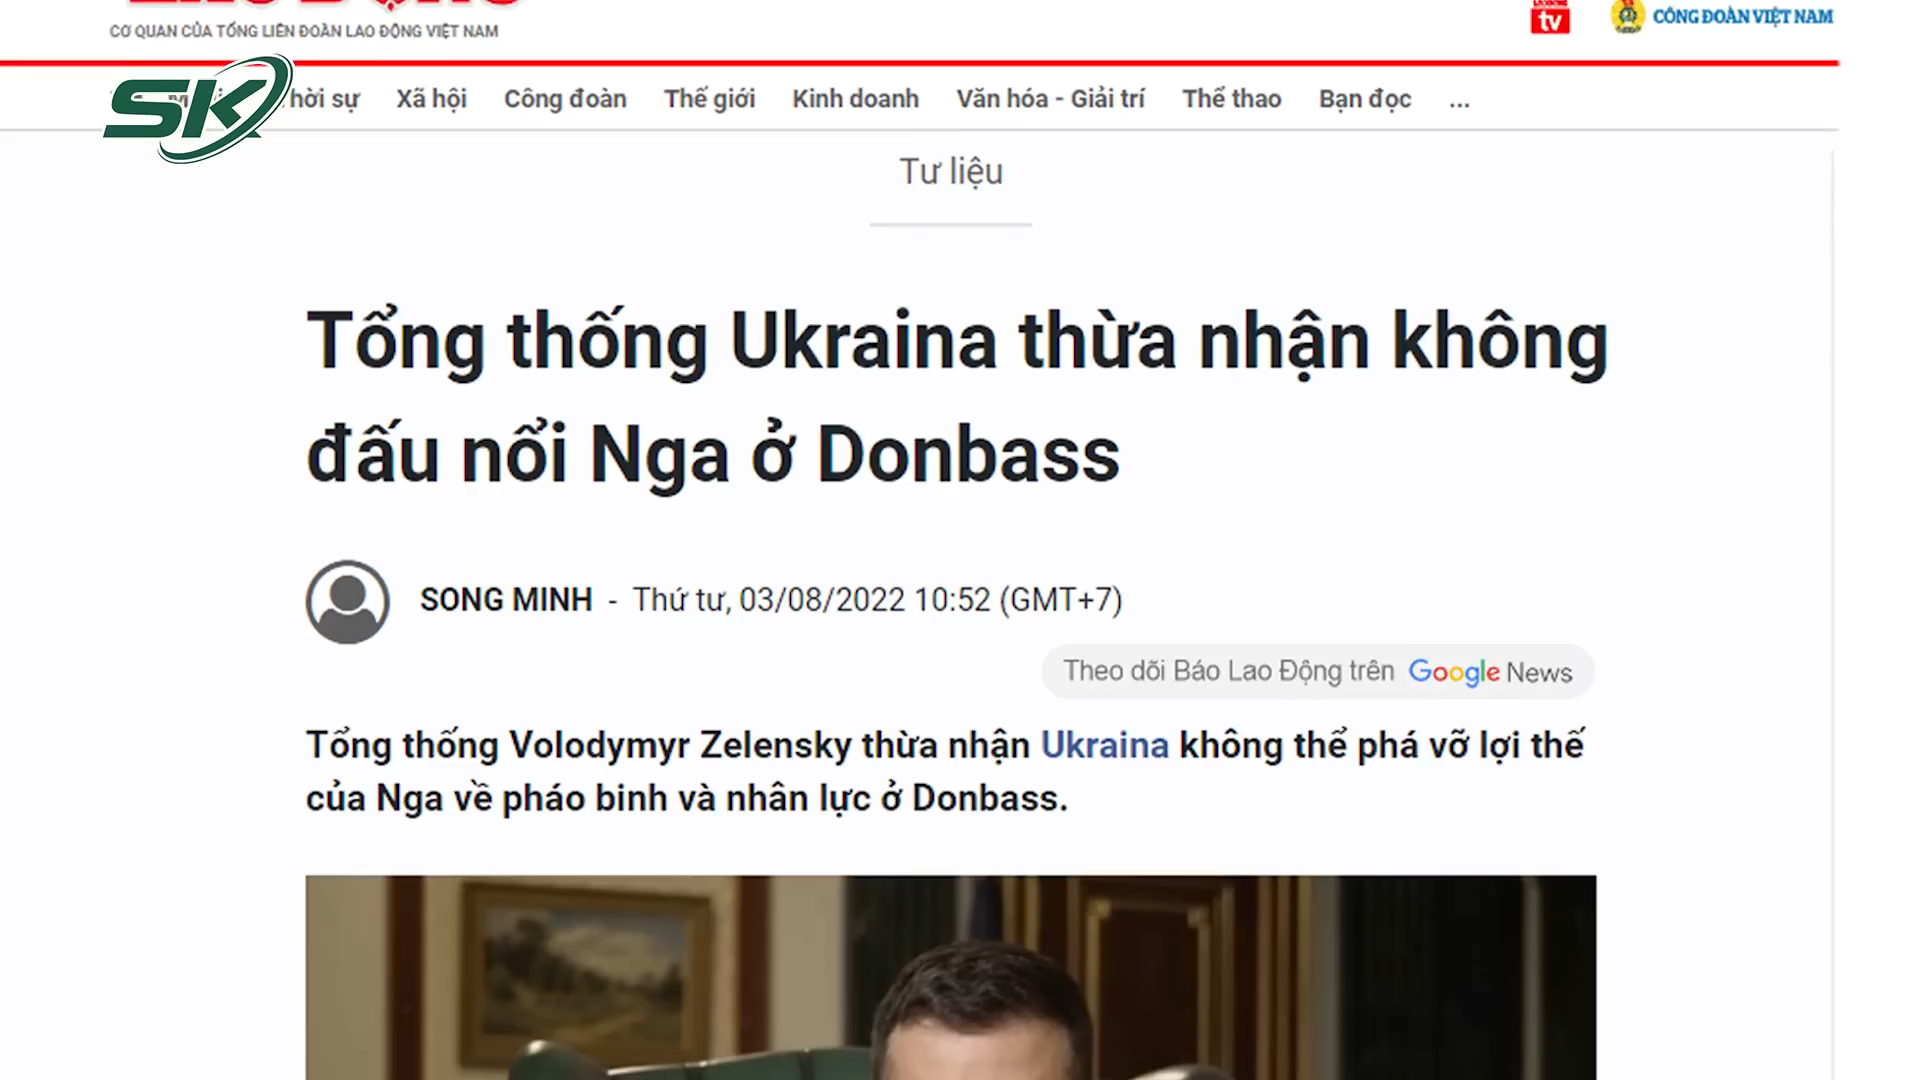 CƠ QUAN CỦA TỔNG LIÊN ĐOÀN LAO ĐỘNG VIỆT NAM
tv
CÔNG ĐOÀN VIỆT NAM
SK
Thời sự Xã hội Công đoàn Thế giới Kinh doanh Văn hóa - Giải trí Thể thao Bạn đọc ...
Tư liệu
Tổng thống Ukraina thừa nhận không
đấu nổi Nga ở Donbass
SONG MINH - Thứ tư, 03/08/2022 10:52 (GMT+7)
Theo dõi Báo Lao Động trên Google News
Tổng thống Volodymyr Zelensky thừa nhận Ukraina không thể phá vỡ lợi thế
của Nga về pháo binh và nhân lực ở Donbass.